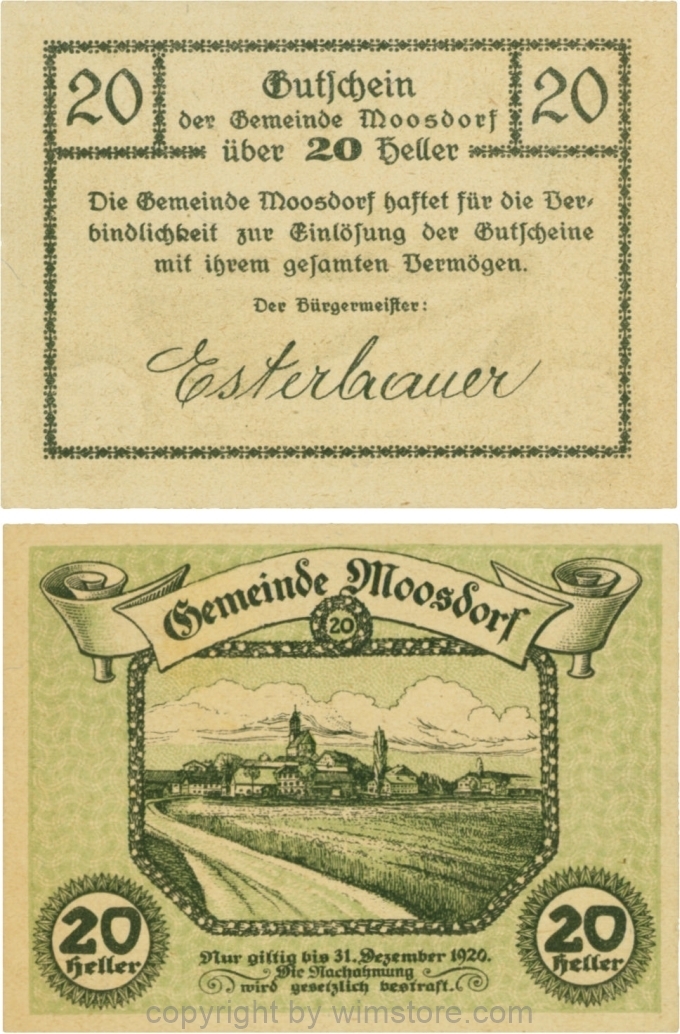 20
20
Gutschein
der Gemeinde Moosdorf
über 20 Heller
Die Gemeinde Moosdorf haftet für die Ver-
bindlichkeit zur Einlösung der Gutscheine
mit ihrem gesamten Vermögen.
Der Bürgermeister:
Esterbauer
Gemeinde Moosdorf
20
20
Heller
20
Heller
Nur giltig bis 31. Dezember 1920.
Die Nachahmung
wird gesetzlich bestraft.
copyright by wimstore.com